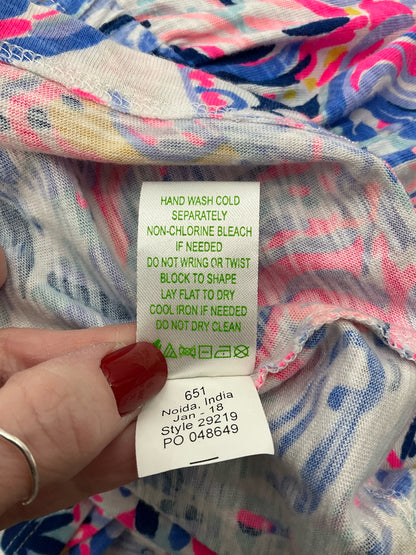 HAND WASH COLD
SEPARATELY
NON-CHLORINE BLEACH
IF NEEDED
DO NOT WRING OR TWIST
BLOCK TO SHAPE
LAY FLAT TO DRY
COOL IRON IF NEEDED
DO NOT DRY CLEAN
651
Noida, India
Jan - 18
Style 29219
PO 048649